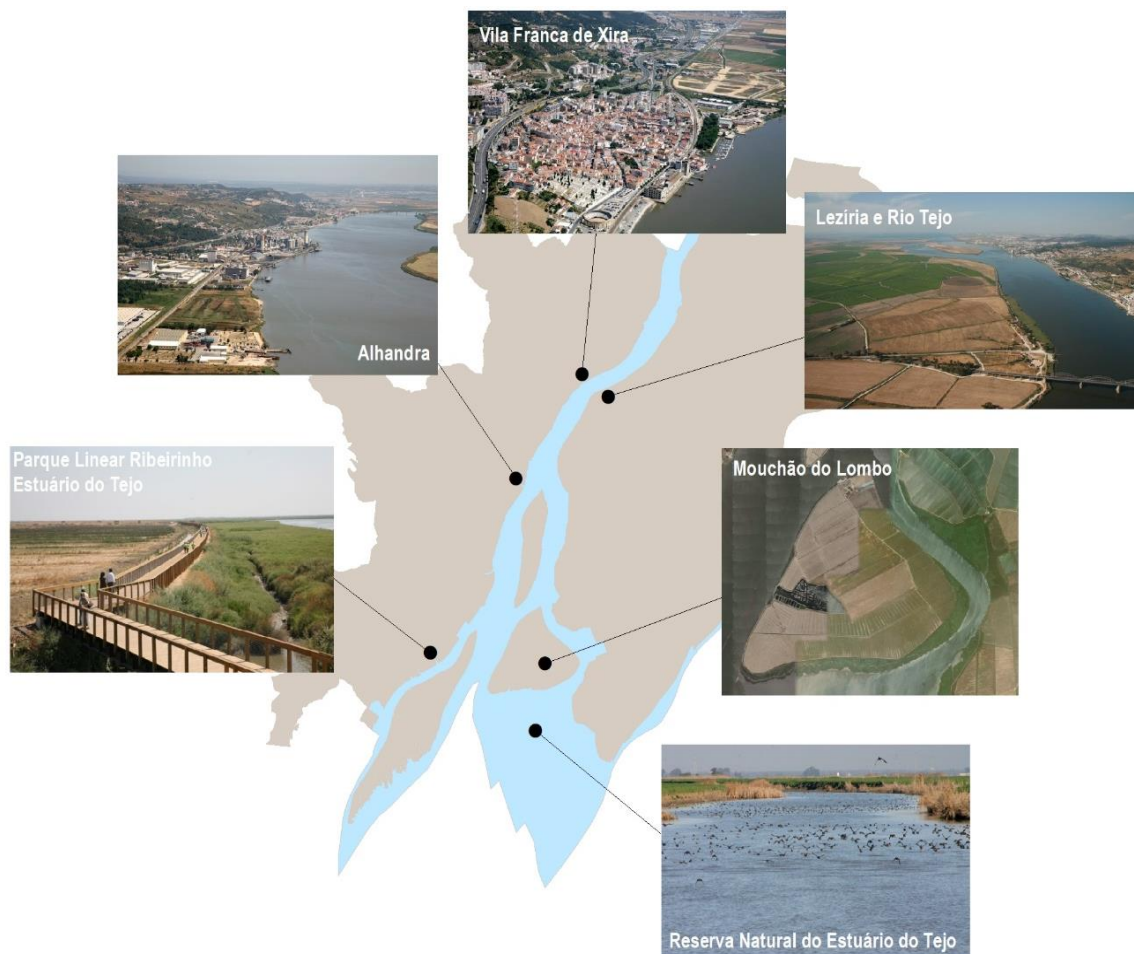 Vila Franca de Xira
Lezíria e Rio Tejo
Alhandra
Parque Linear Ribeirinho
Estuário do Tejo
Mouchão do Lombo
Reserva Natural do Estuário do Tejo